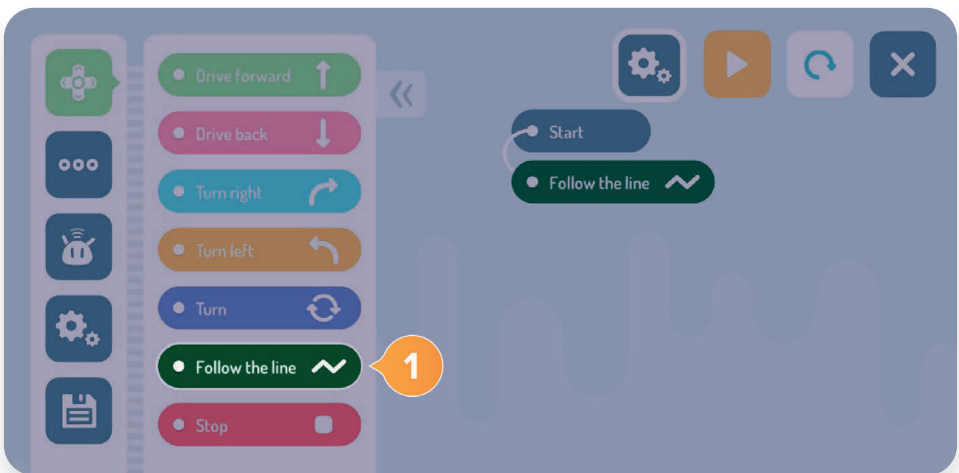 Drive forward
Drive back
Turn right
Turn left
Turn
Follow the line
Stop
1
Start
Follow the line